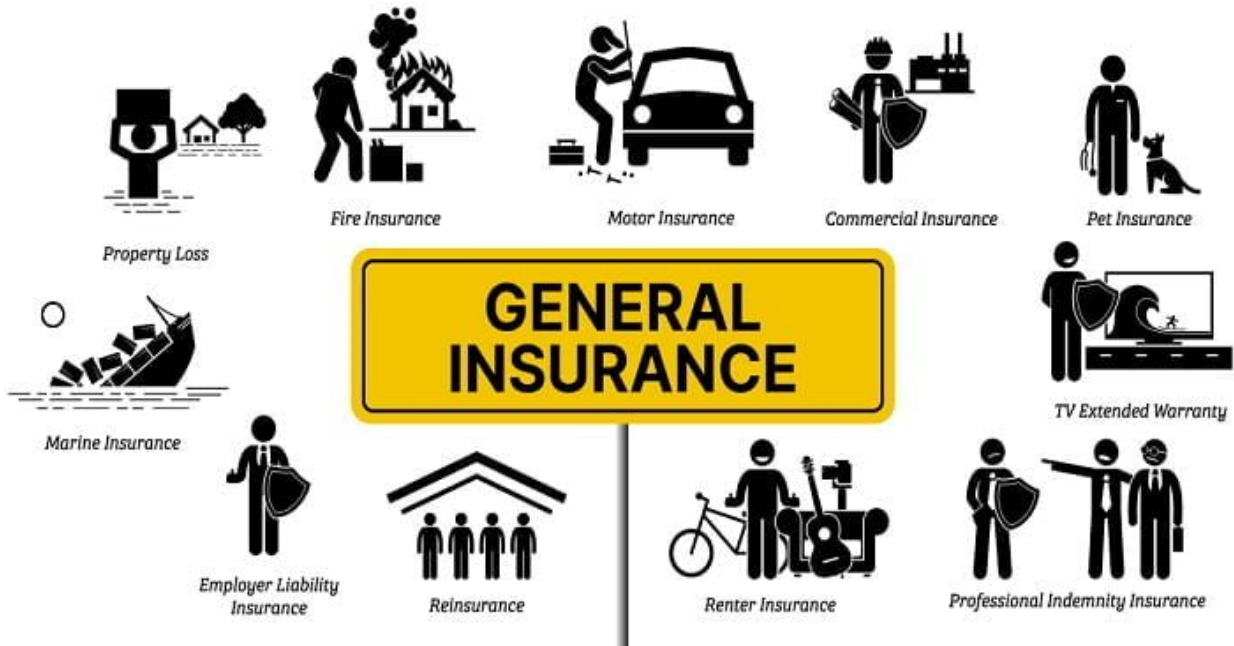 Fire Insurance
Motor Insurance
Commercial Insurance
Pet Insurance
Property Loss
GENERAL
INSURANCE
TV Extended Warranty
Marine Insurance
Employer Liability
Insurance
Reinsurance
Renter Insurance
Professional Indemnity Insurance